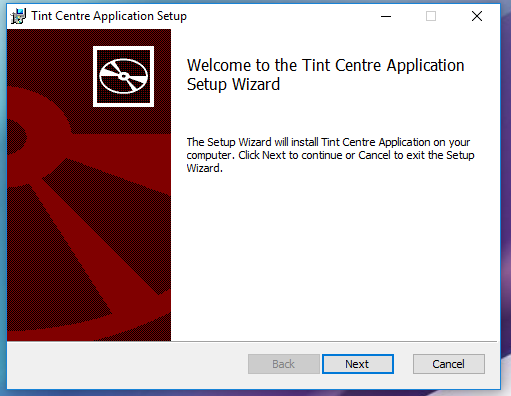 Tint Centre Application Setup
Welcome to the Tint Centre Application
Setup Wizard
The Setup Wizard will install Tint Centre Application on your
computer. Click Next to continue or Cancel to exit the Setup
Wizard.
Back Next Cancel